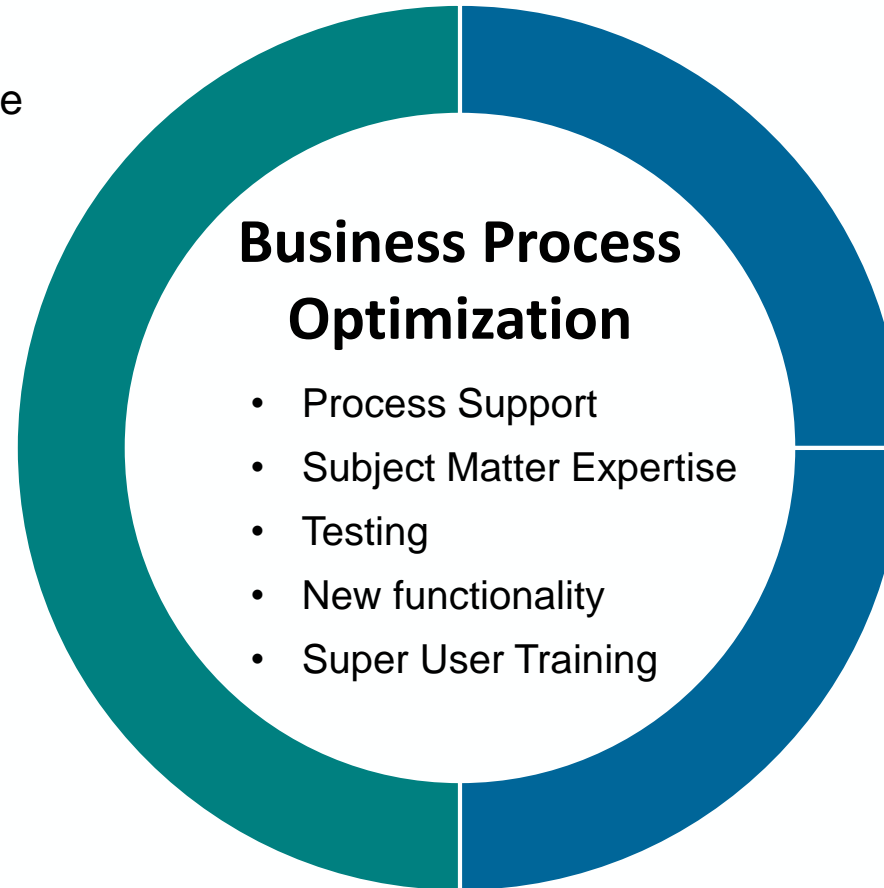 e
Business Process
Optimization
• Process Support
• Subject Matter Expertise
• Testing
• New functionality
• Super User Training